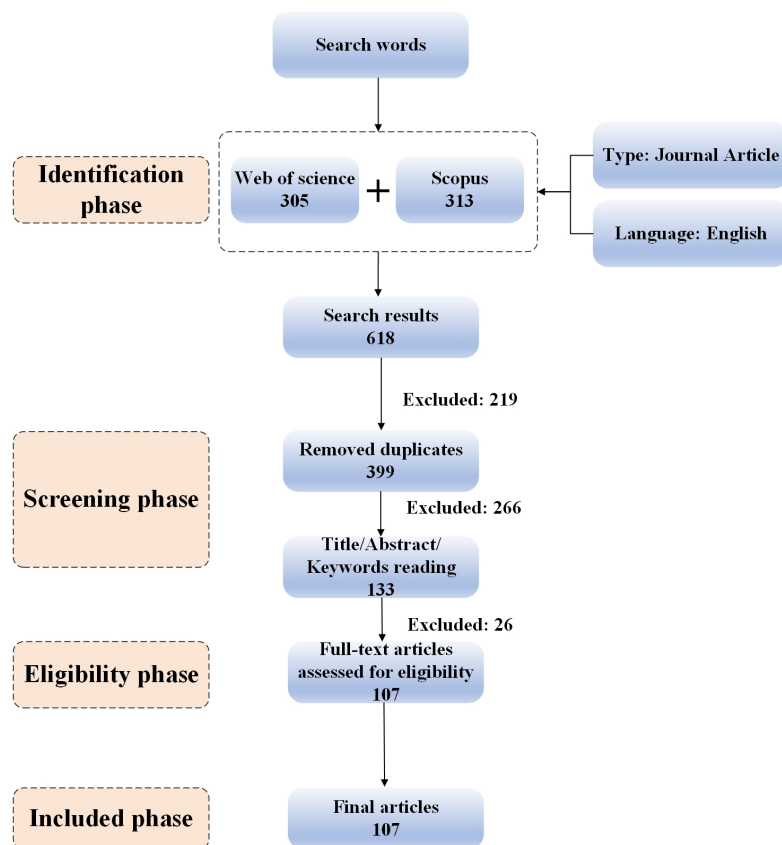 Search words
Identification
phase
Web of science
305
+
Scopus
313
Type: Journal Article
Language: English
Search results
618
Excluded: 219
Screening phase
Removed duplicates
399
Excluded: 266
Title/Abstract/
Keywords reading
133
Excluded: 26
Eligibility phase
Full-text articles
assessed for eligibility
107
Included phase
Final articles
107